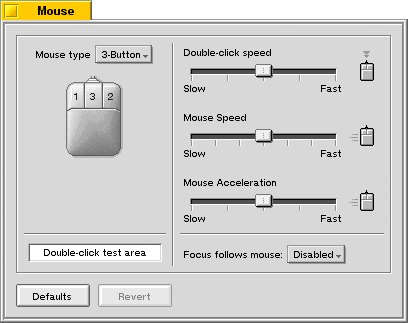 Mouse
Mouse type 3-Button
1 3 2
Double-click test area
Double-click speed
Slow Fast
Mouse Speed
Slow Fast
Mouse Acceleration
Slow Fast
Focus follows mouse: Disabled
Defaults Revert